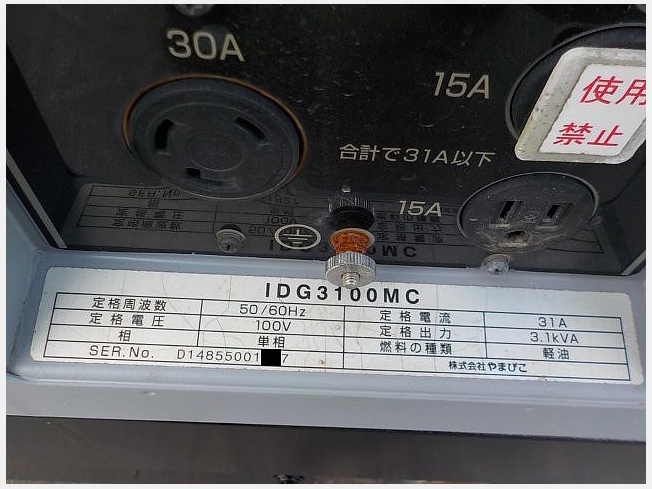 30A
15A
使用
禁止
合計で31A以下
15A
IDG3100MC
定格周波数 50/60Hz 定格電流 31A
定格電圧 100V 定格出力 3.1kVA
相 単相 燃料の種類 軽油
SER.No. D14855001 7
株式会社やまびこ